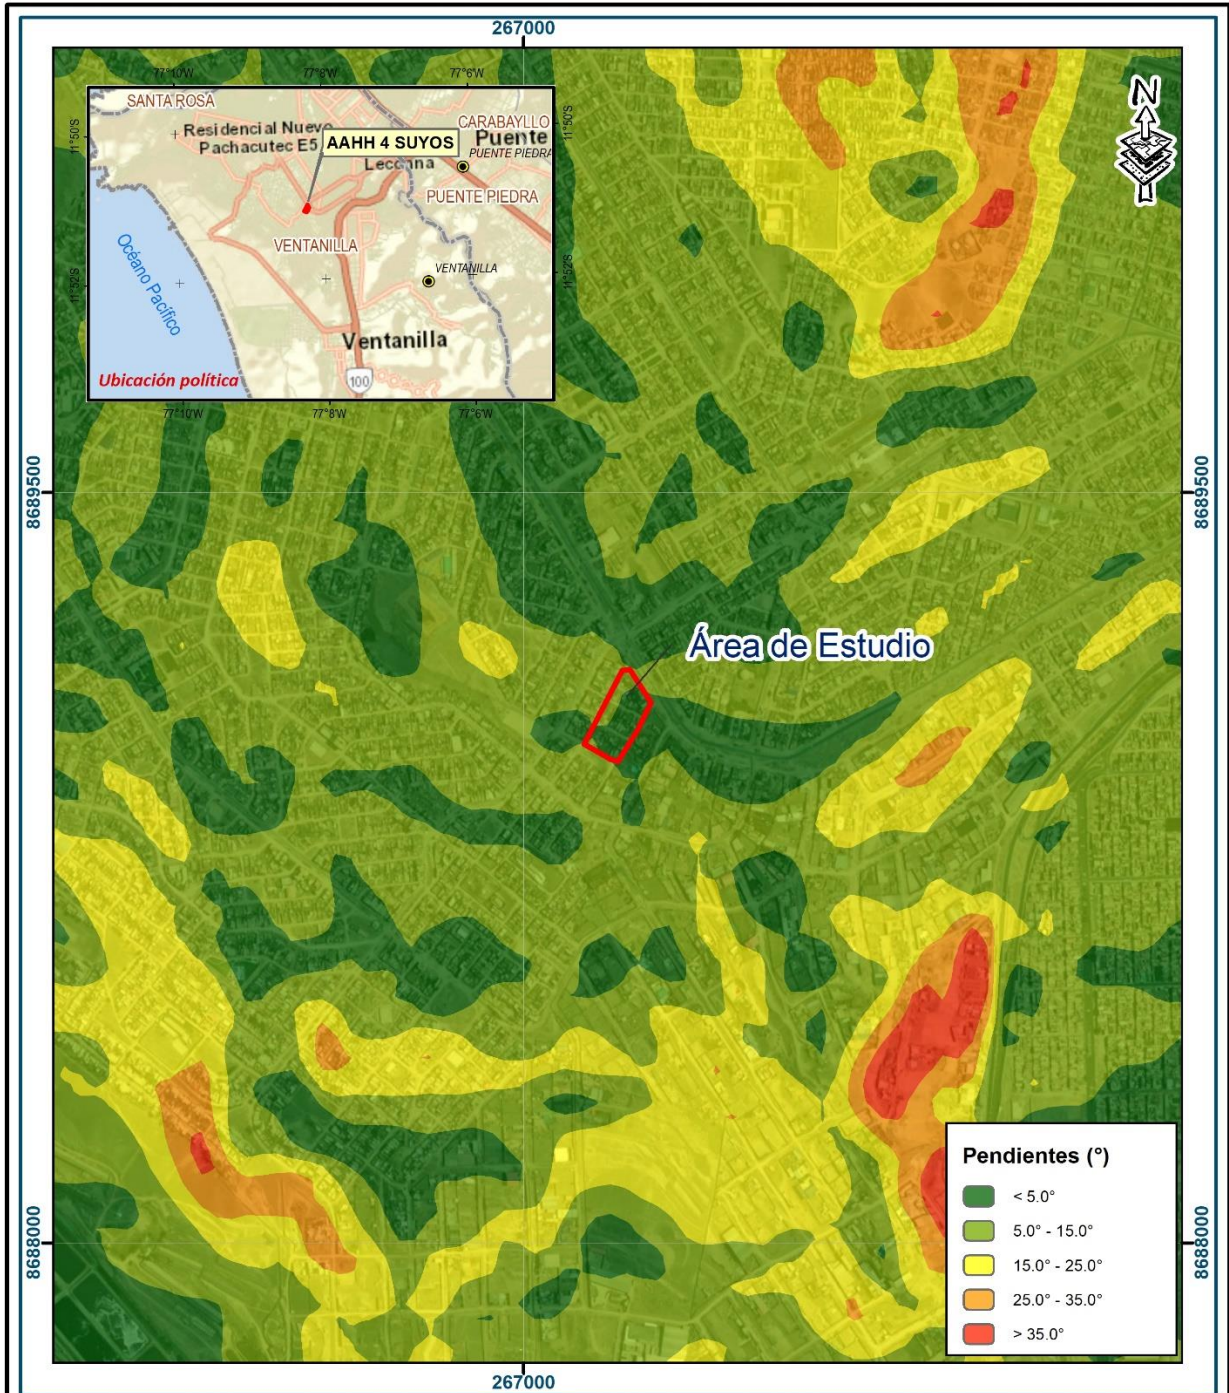 267000
77°10'W
77°8'W
77°6'W
SANTA ROSA
CARABAYLLO
11°50'S
11°50'S
Residencial Nuevo
Pachacutec E5
AAHH 4 SUYOS
Puente
PUENTE PIEDRA
PUENTE PIEDRA
VENTANILLA
Océano Pacífico
VENTANILLA
11°52'S
11°52'S
Ventanilla
100
Ubicación política
77°10'W
77°8'W
77°6'W
N
8689500
8689500
Área de Estudio
Pendientes (°)
< 5.0°
5.0° - 15.0°
15.0° - 25.0°
25.0° - 35.0°
> 35.0°
8688000
8688000
267000